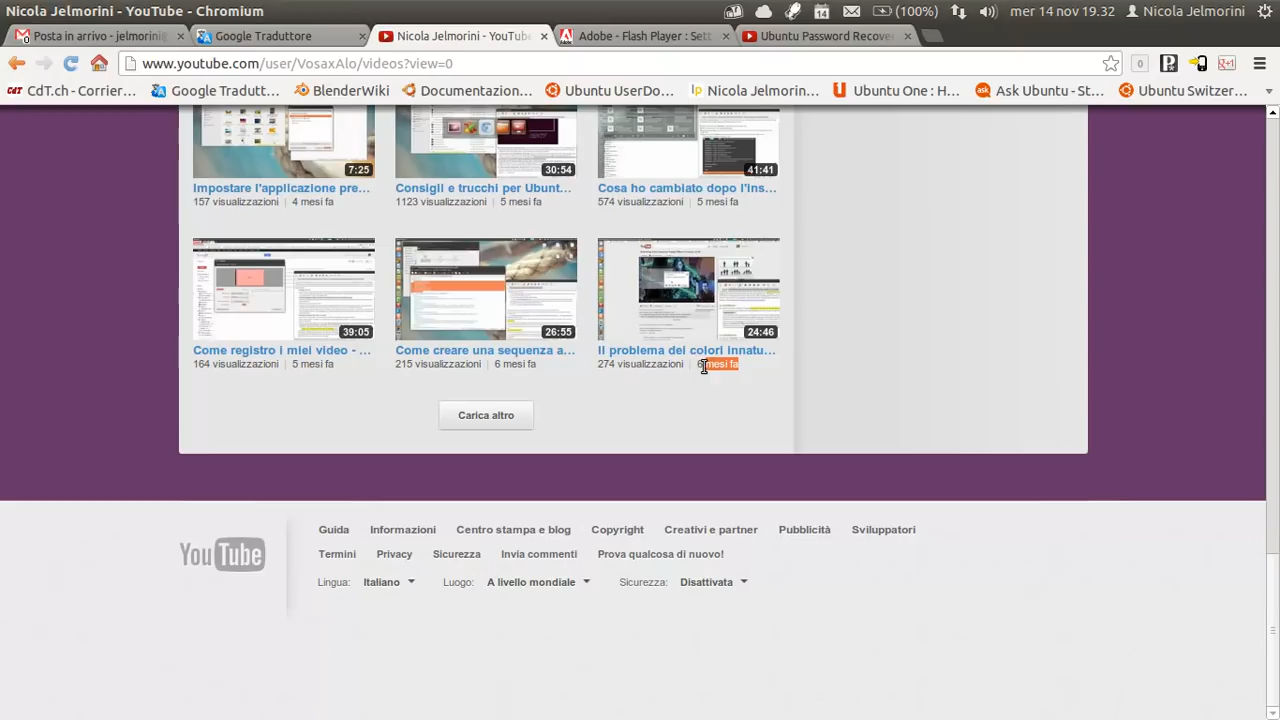 Nicola Jelmorini - YouTube - Chromium
14
(100%)
mer 14 nov 19.32
Nicola Jelmorini
Posta in arrivo - jelmorini@
Google Traduttore
Nicola Jelmorini - YouTube
Adobe - Flash Player : Sett
Ubuntu Password Recove
www.youtube.com/user/VosaxAlo/videos?view=0
0
CdT.ch - Corrier...
Google Tradutt...
BlenderWiki
Documentazion...
Ubuntu UserDo...
Nicola Jelmorin...
Ubuntu One : H...
Ask Ubuntu - St...
Ubuntu Switzer...
7:25
30:54
41:41
Impostare l'applicazione pre...
Consigli e trucchi per Ubunt...
Cosa ho cambiato dopo l'ins...
157 visualizzazioni | 4 mesi fa
1123 visualizzazioni | 5 mesi fa
574 visualizzazioni | 5 mesi fa
39:05
26:55
24:46
Come registro i miei video - ...
Come creare una sequenza a...
Il problema dei colori innatu...
164 visualizzazioni | 5 mesi fa
215 visualizzazioni | 6 mesi fa
274 visualizzazioni | 6 mesi fa
Carica altro
YouTube
Guida
Informazioni
Centro stampa e blog
Copyright
Creativi e partner
Pubblicità
Sviluppatori
Termini
Privacy
Sicurezza
Invia commenti
Prova qualcosa di nuovo!
Lingua: Italiano
Luogo: A livello mondiale
Sicurezza: Disattivata